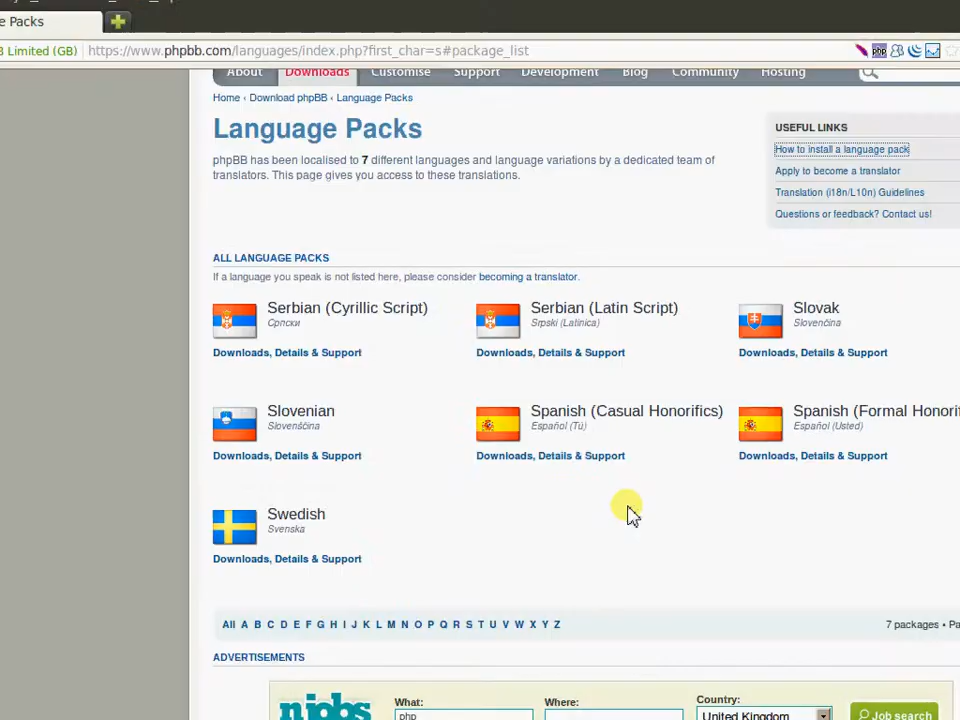 e Packs
B Limited (GB) https://www.phpbb.com/languages/index.php?first_char=s#package_list
About Downloads Customise Support Development Blog Community Hosting
Home ‹ Download phpBB ‹ Language Packs
Language Packs
USEFUL LINKS
phpBB has been localised to 7 different languages and language variations by a dedicated team of
translators. This page gives you access to these translations.
How to install a language pack
Apply to become a translator
Translation (i18n/L10n) Guidelines
Questions or feedback? Contact us!
ALL LANGUAGE PACKS
If a language you speak is not listed here, please consider becoming a translator.
Serbian (Cyrillic Script) Serbian (Latin Script) Slovak
Српски Srpski (Latinica) Slovenčina
Downloads, Details & Support Downloads, Details & Support Downloads, Details & Support
Slovenian Spanish (Casual Honorifics) Spanish (Formal Honorif
Slovenščina Español (Tú) Español (Usted)
Downloads, Details & Support Downloads, Details & Support Downloads, Details & Support
Swedish
Svenska
Downloads, Details & Support
All A B C D E F G H I J K L M N O P Q R S T U V W X Y Z 7 packages • Pa
ADVERTISEMENTS
jobs What: Where: Country:
php United Kingdom Job search